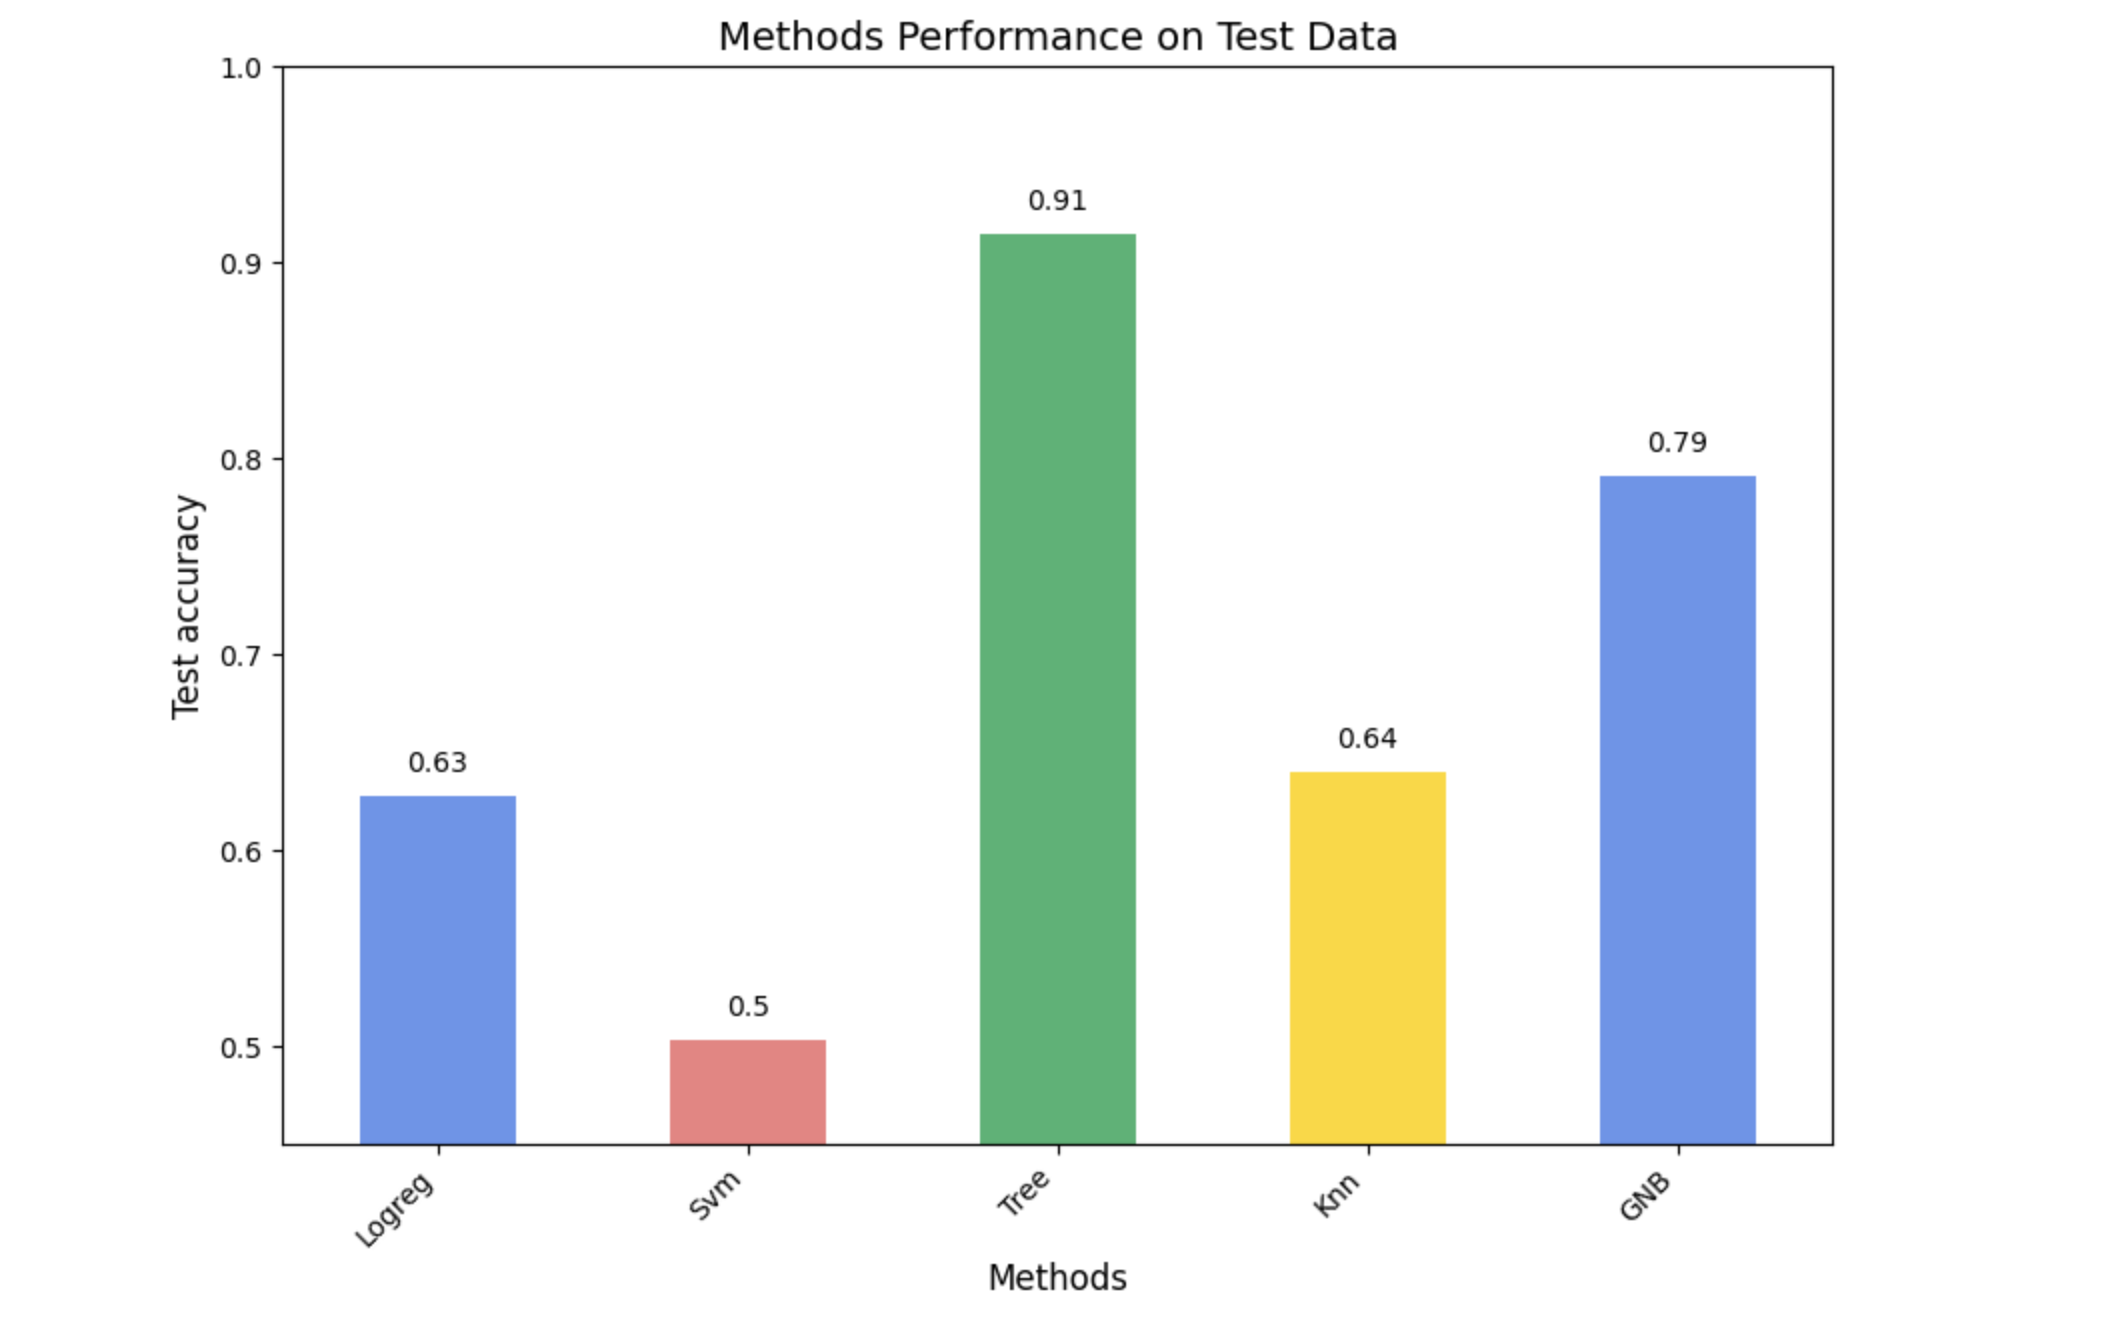 Methods Performance on Test Data
1.0
0.9
0.8
0.7
0.6
0.5
Test accuracy
0.63
0.5
0.91
0.64
0.79
Logreg
Svm
Tree
Knn
GNB
Methods